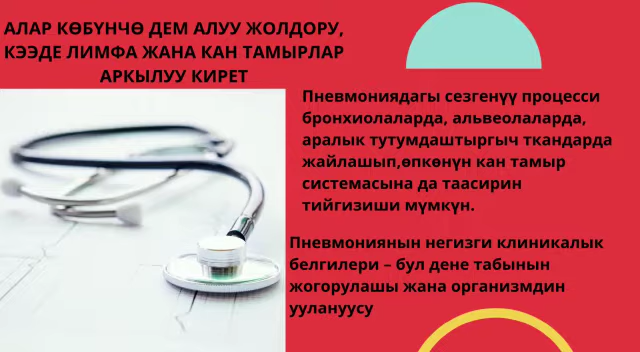 АЛАР КӨБҮНЧӨ ДЕМ АЛУУ ЖОЛДОРУ,
КЭЭДЕ ЛИМФА ЖАНА КАН ТАМЫРЛАР
АРКЫЛУУ КИРЕТ
Пневмониядагы сезгенүү процесси
бронхиолаларда, альвеолаларда,
аралык тутумдаштыргыч ткандарда
жайлашып,өпкөнүн кан тамыр
системасына да таасирин
тийгизиши мүмкүн.
Пневмониянын негизги клиникалык
белгилери – бул дене табынын
жогорулашы жана организмдин
уулануусу